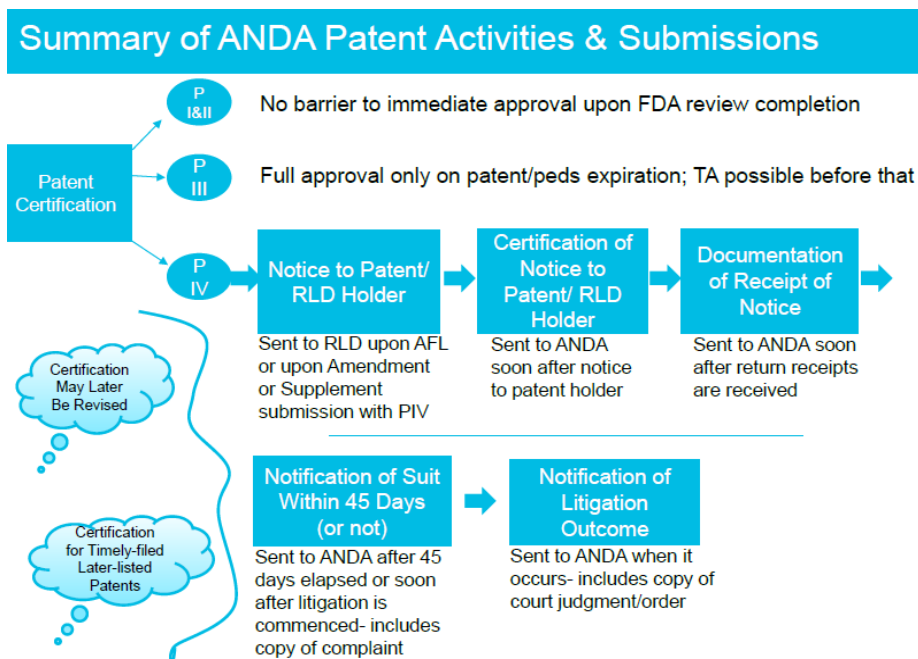 Summary of ANDA Patent Activities & Submissions
P
I&II
No barrier to immediate approval upon FDA review completion
Patent
Certification
P
III
Full approval only on patent/peds expiration; TA possible before that
P
IV
Notice to Patent/
RLD Holder
Sent to RLD upon AFL
or upon Amendment
or Supplement
submission with PIV
Certification of
Notice to
Patent/ RLD
Holder
Sent to ANDA
soon after notice
to patent holder
Documentation
of Receipt of
Notice
Sent to ANDA soon
after return receipts
are received
Certification
May Later
Be Revised
Notification of Suit
Within 45 Days
(or not)
Sent to ANDA after 45
days elapsed or soon
after litigation is
commenced- includes
copy of complaint
Notification of
Litigation
Outcome
Sent to ANDA when it
occurs- includes copy of
court judgment/order
Certification
for Timely-filed
Later-listed
Patents